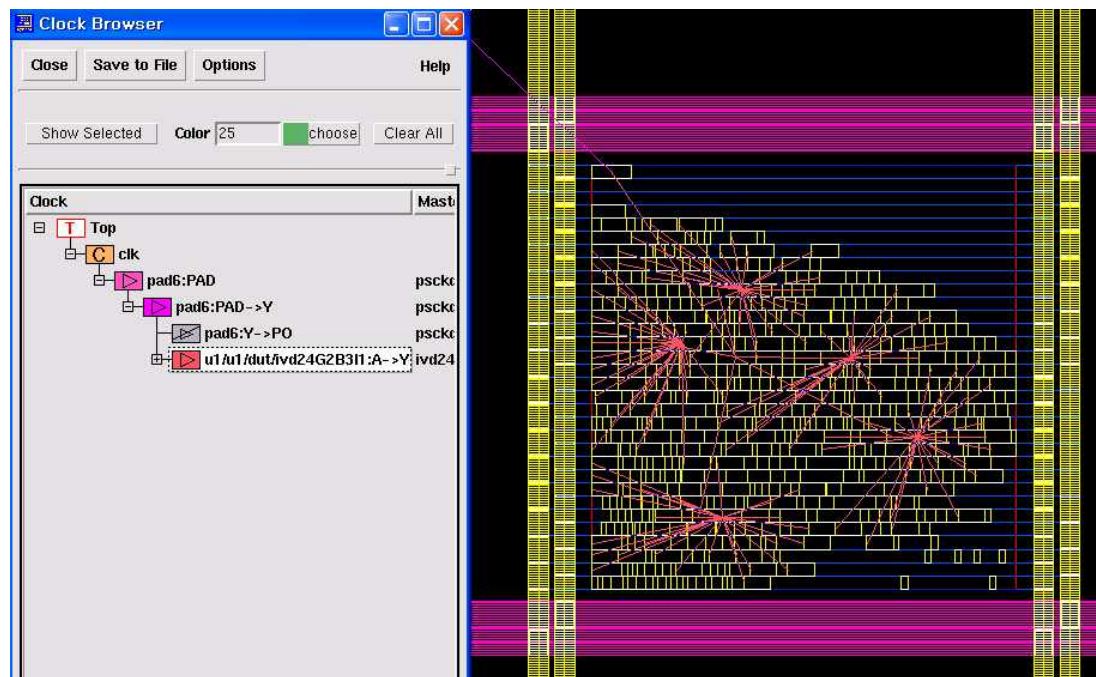 Clock Browser
Close Save to File Options Help
Show Selected Color 25 choose Clear All
Clock Maste
T Top
C clk
pad6:PAD psckc
pad6:PAD->Y psckc
pad6:Y->PO psckc
u1/u1/dut/ivd24G2B3I1:A->Y ivd24